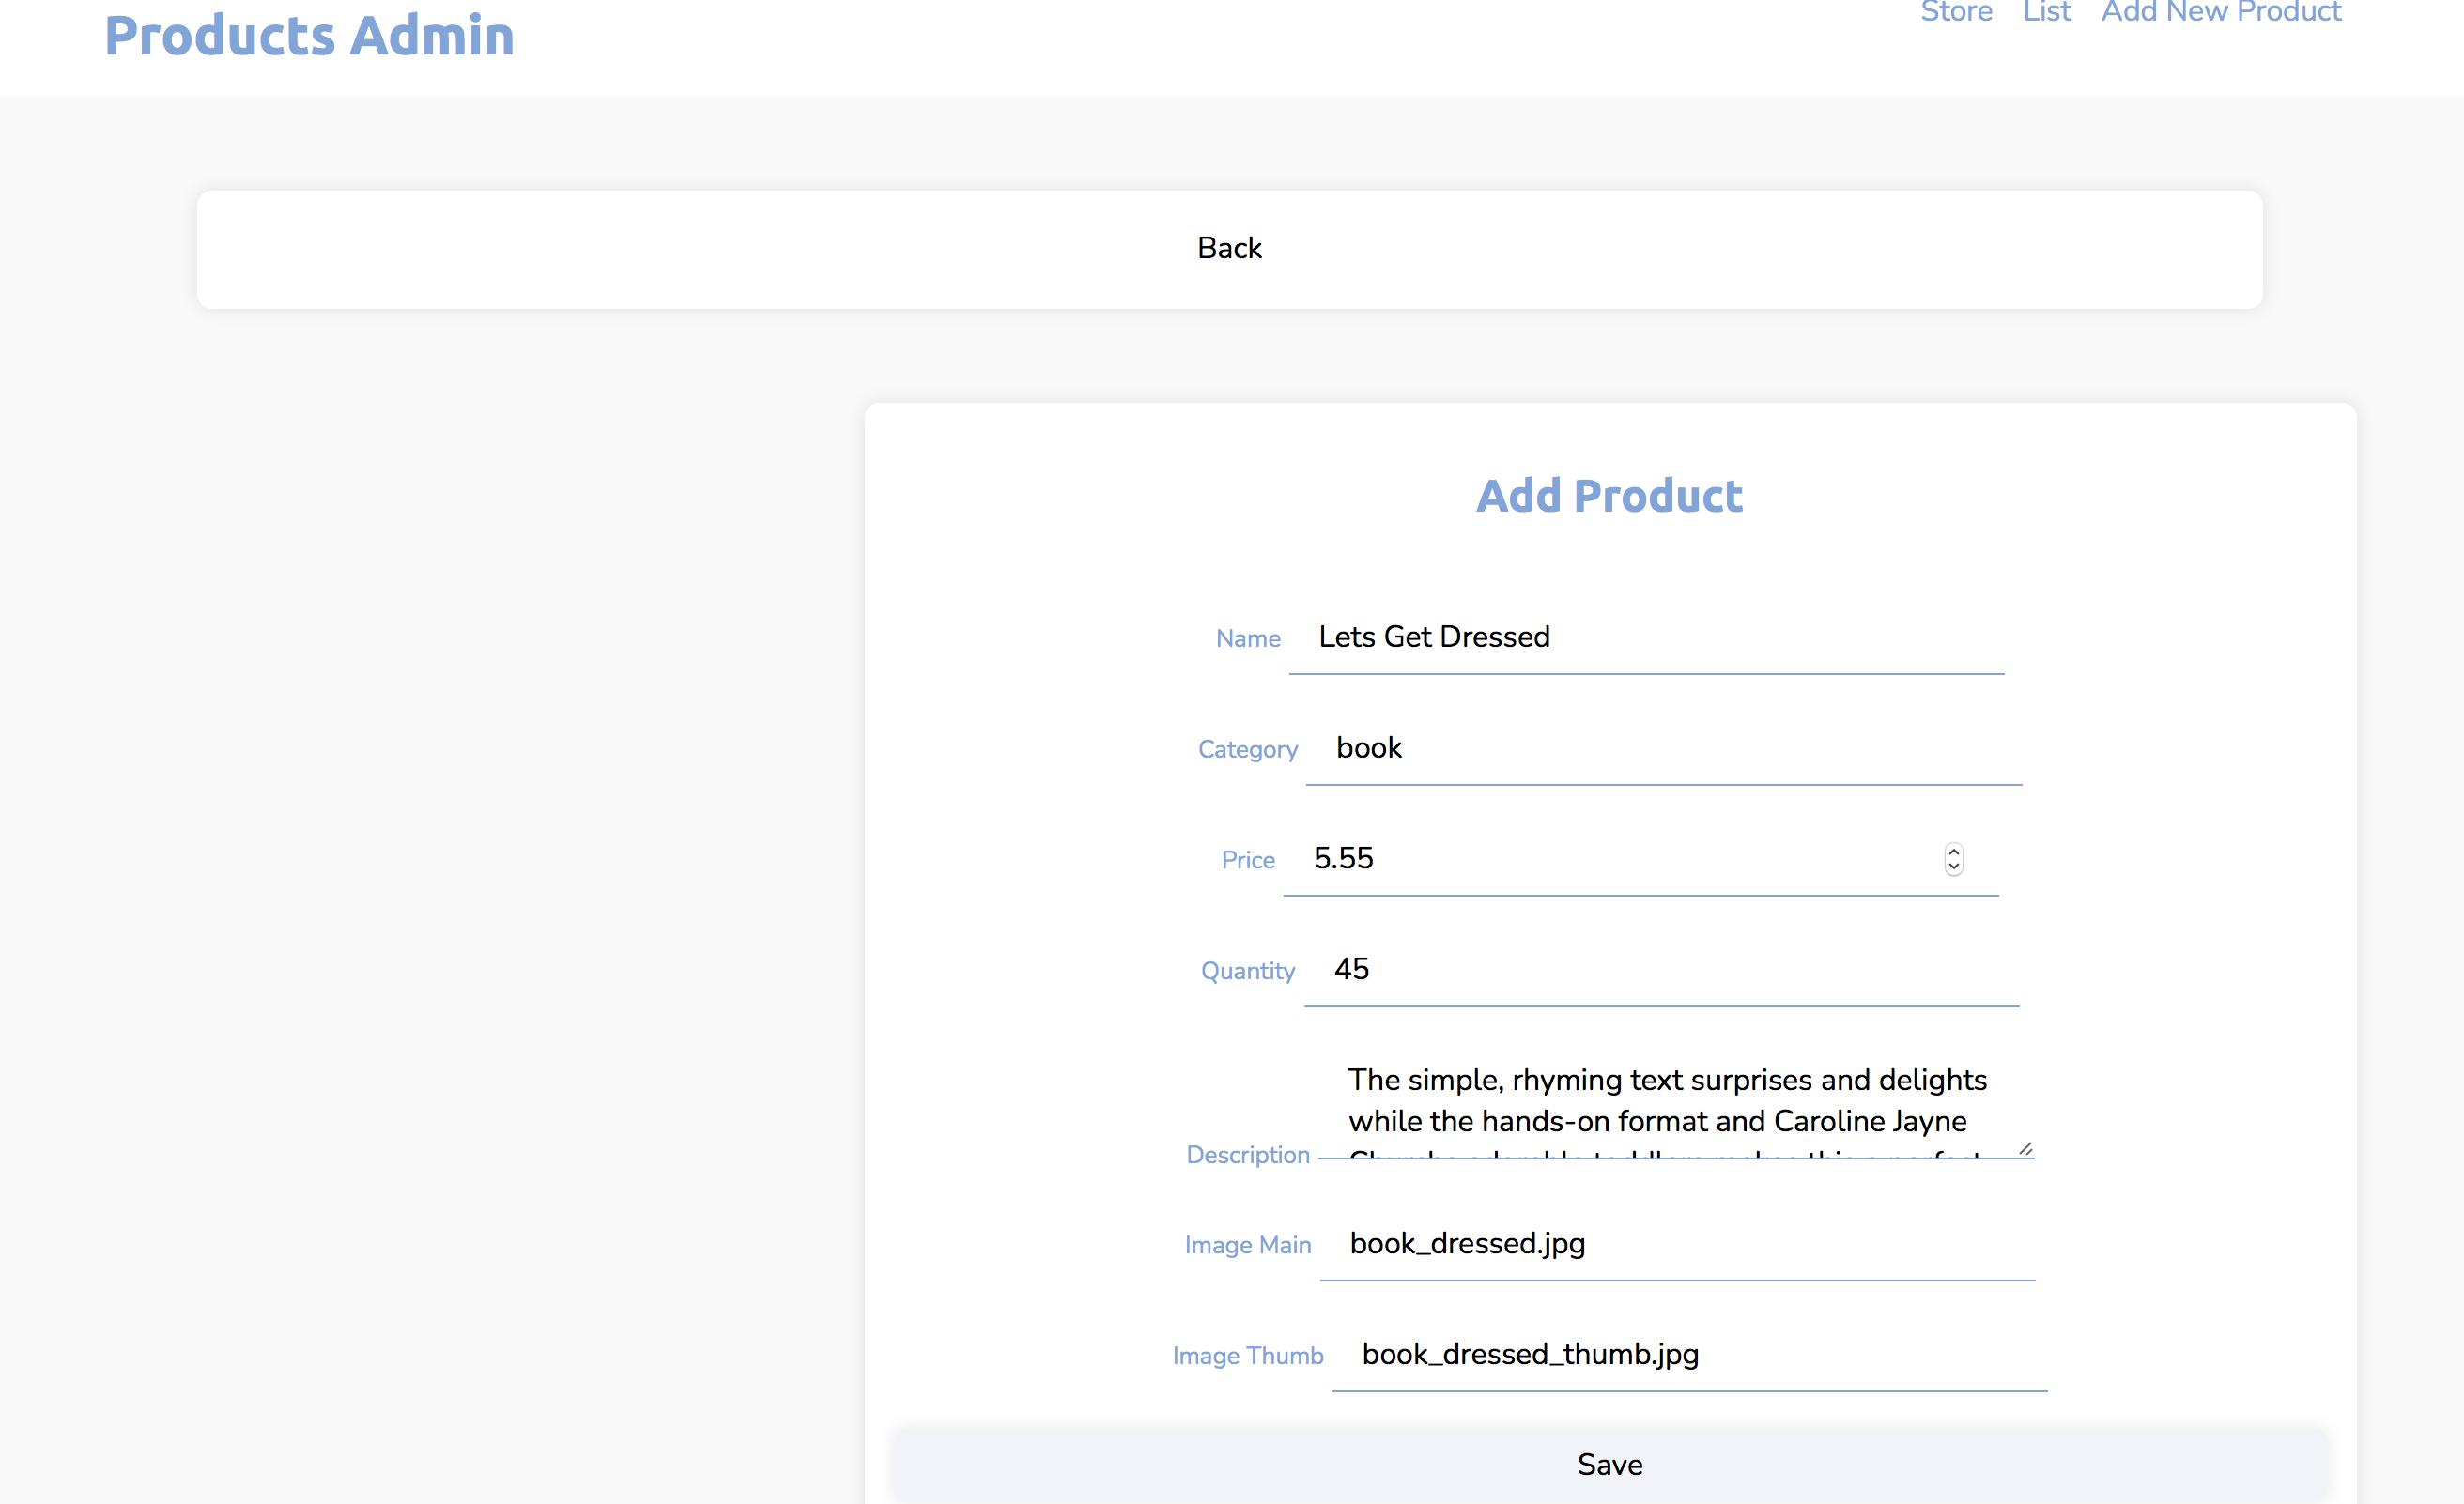 Products Admin
Store List Add New Product
Back
Add Product
Name Lets Get Dressed
Category book
Price 5.55
Quantity 45
The simple, rhyming text surprises and delights
while the hands-on format and Caroline Jayne
Description
Image Main book_dressed.jpg
Image Thumb book_dressed_thumb.jpg
Save